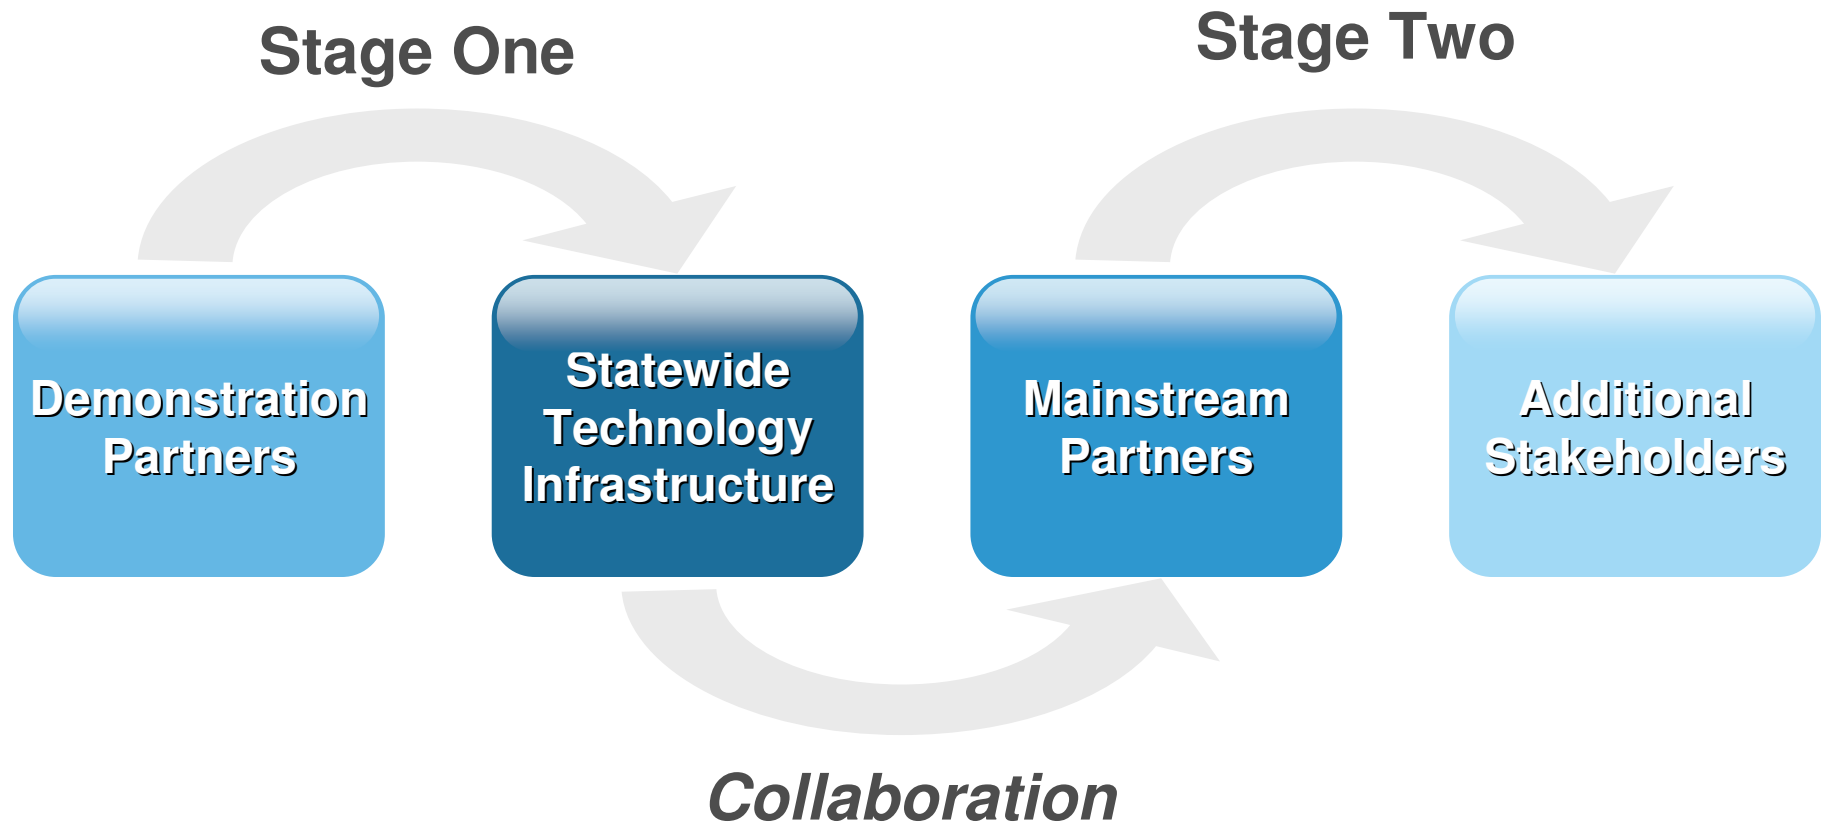 Stage One
Stage Two
Demonstration
Partners
Statewide
Technology
Infrastructure
Mainstream
Partners
Additional
Stakeholders
Collaboration